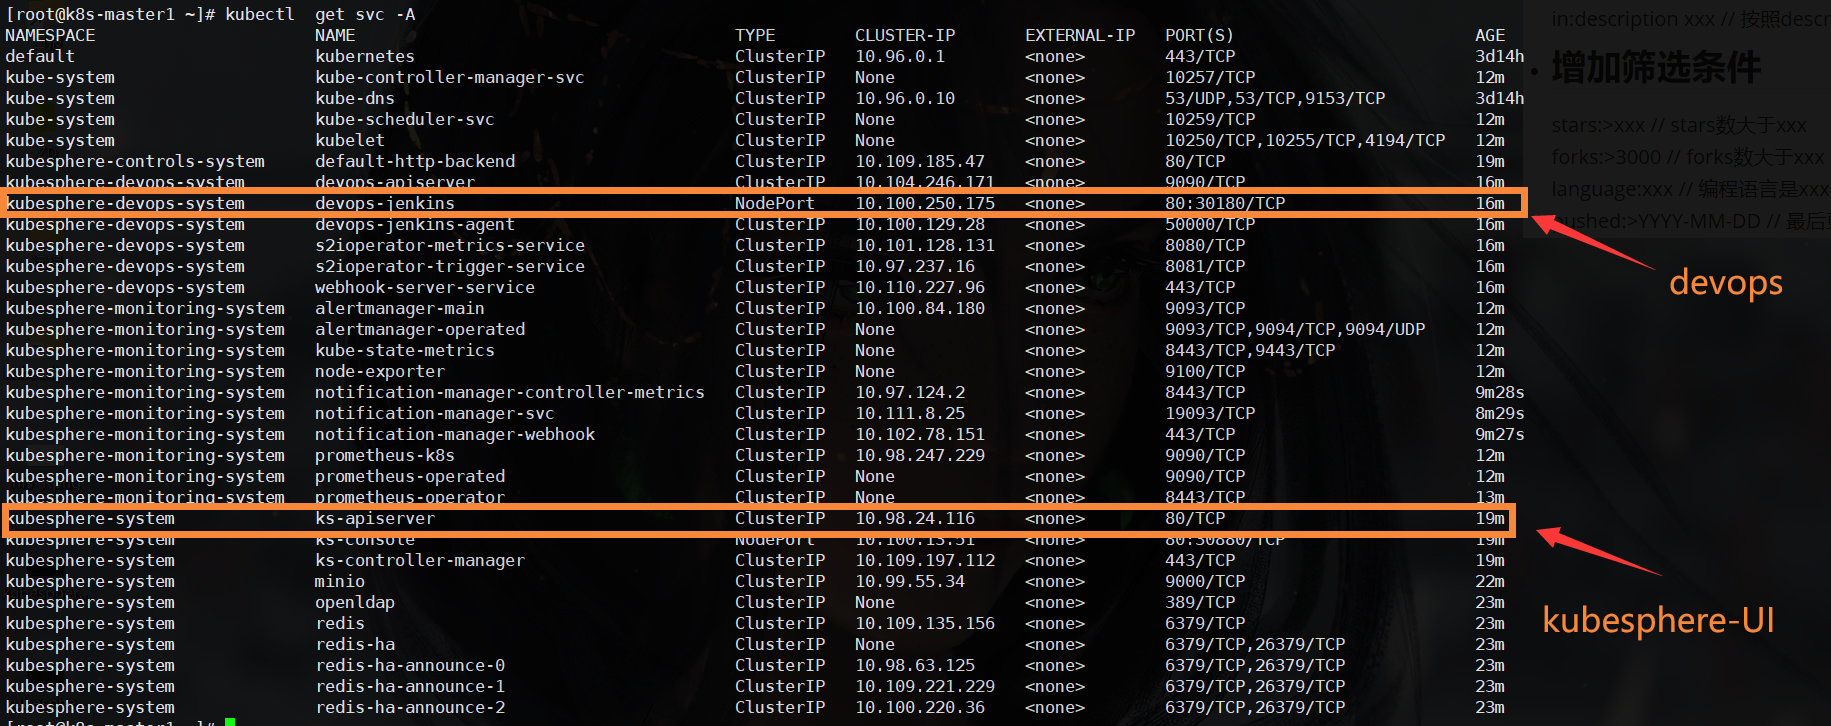 [root@k8s-master1 ~]# kubectl  get svc -A
NAMESPACE NAME TYPE CLUSTER-IP EXTERNAL-IP PORT(S) AGE
default kubernetes ClusterIP 10.96.0.1 <none> 443/TCP 3d14h
kube-system kube-controller-manager-svc ClusterIP None <none> 10257/TCP 12m
kube-system kube-dns ClusterIP 10.96.0.10 <none> 53/UDP,53/TCP,9153/TCP 3d14h
kube-system kube-scheduler-svc ClusterIP None <none> 10259/TCP 12m
kube-system kubelet ClusterIP None <none> 10250/TCP,10255/TCP,4194/TCP 12m
kubesphere-controls-system default-http-backend ClusterIP 10.109.185.47 <none> 80/TCP 19m
kubesphere-devops-system devops-apiserver ClusterIP 10.104.246.171 <none> 9090/TCP 16m
kubesphere-devops-system devops-jenkins NodePort 10.100.250.175 <none> 80:30180/TCP 16m
kubesphere-devops-system devops-jenkins-agent ClusterIP 10.100.129.28 <none> 50000/TCP 16m
kubesphere-devops-system s2ioperator-metrics-service ClusterIP 10.101.128.131 <none> 8080/TCP 16m
kubesphere-devops-system s2ioperator-trigger-service ClusterIP 10.97.237.16 <none> 8081/TCP 16m
kubesphere-devops-system webhook-server-service ClusterIP 10.110.227.96 <none> 443/TCP 16m
kubesphere-monitoring-system alertmanager-main ClusterIP 10.100.84.180 <none> 9093/TCP 12m
kubesphere-monitoring-system alertmanager-operated ClusterIP None <none> 9093/TCP,9094/TCP,9094/UDP 12m
kubesphere-monitoring-system kube-state-metrics ClusterIP None <none> 8443/TCP,9443/TCP 12m
kubesphere-monitoring-system node-exporter ClusterIP None <none> 9100/TCP 12m
kubesphere-monitoring-system notification-manager-controller-metrics ClusterIP 10.97.124.2 <none> 8443/TCP 9m28s
kubesphere-monitoring-system notification-manager-svc ClusterIP 10.111.8.25 <none> 19093/TCP 8m29s
kubesphere-monitoring-system notification-manager-webhook ClusterIP 10.102.78.151 <none> 443/TCP 9m27s
kubesphere-monitoring-system prometheus-k8s ClusterIP 10.98.247.229 <none> 9090/TCP 12m
kubesphere-monitoring-system prometheus-operated ClusterIP None <none> 9090/TCP 12m
kubesphere-monitoring-system prometheus-operator ClusterIP None <none> 8443/TCP 13m
kubesphere-system ks-apiserver ClusterIP 10.98.24.116 <none> 80/TCP 19m
kubesphere-system ks-console NodePort 10.100.13.51 <none> 80:30880/TCP 19m
kubesphere-system ks-controller-manager ClusterIP 10.109.197.112 <none> 443/TCP 19m
kubesphere-system minio ClusterIP 10.99.55.34 <none> 9000/TCP 22m
kubesphere-system openldap ClusterIP None <none> 389/TCP 23m
kubesphere-system redis ClusterIP 10.109.135.156 <none> 6379/TCP 23m
kubesphere-system redis-ha ClusterIP None <none> 6379/TCP,26379/TCP 23m
kubesphere-system redis-ha-announce-0 ClusterIP 10.98.63.125 <none> 6379/TCP,26379/TCP 23m
kubesphere-system redis-ha-announce-1 ClusterIP 10.109.221.229 <none> 6379/TCP,26379/TCP 23m
kubesphere-system redis-ha-announce-2 ClusterIP 10.100.220.36 <none> 6379/TCP,26379/TCP 23m
[root@k8s-master1 ~]#
in:description xxx // 按照descr
• 增加筛选条件
stars:>xxx // stars数大于xxx
forks:>3000 // forks数大于xxx
language:xxx // 编程语言是xxx
pushed:>YYYY-MM-DD // 最后
devops
kubesphere-UI